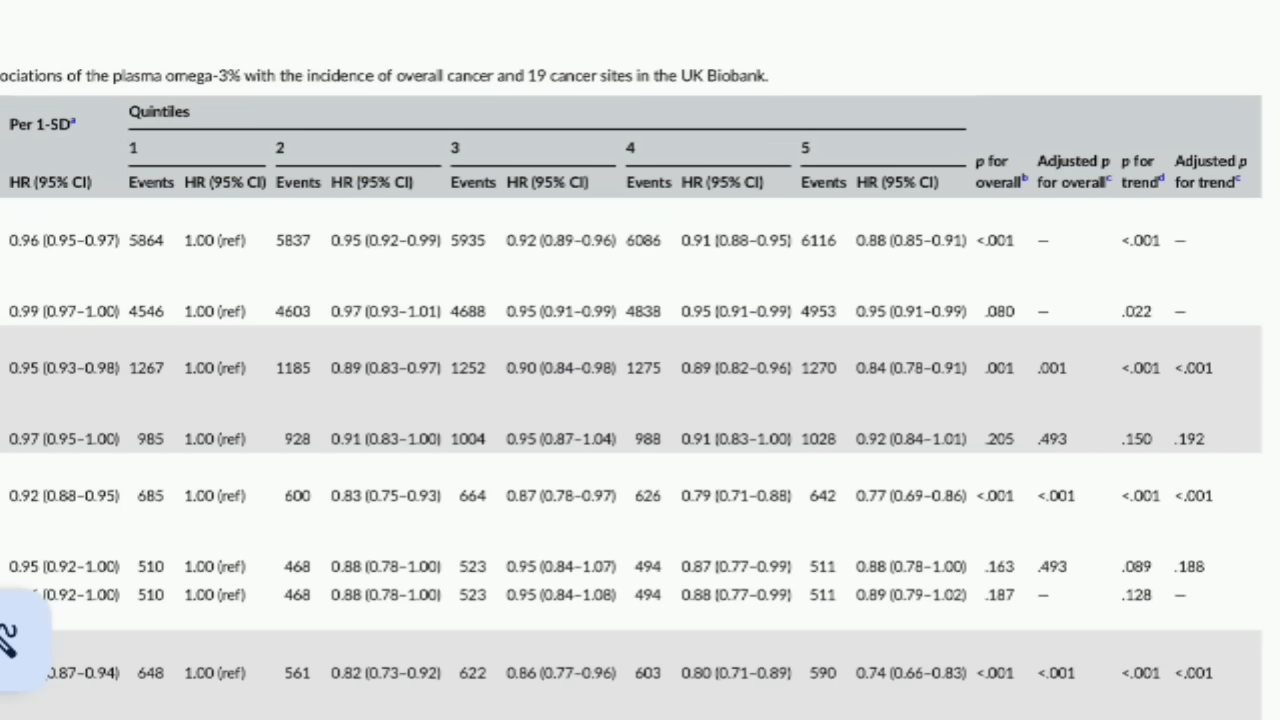 ociations of the plasma omega-3% with the incidence of overall cancer and 19 cancer sites in the UK Biobank.
Per 1-SDᵃ Quintiles
1 2 3 4 5
HR (95% CI) Events HR (95% CI) Events HR (95% CI) Events HR (95% CI) Events HR (95% CI) Events HR (95% CI) p for overallᵇ Adjusted p for overallᶜ p for trendᵈ Adjusted p for trendᶜ
0.96 (0.95–0.97) 5864 1.00 (ref) 5837 0.95 (0.92–0.99) 5935 0.92 (0.89–0.96) 6086 0.91 (0.88–0.95) 6116 0.88 (0.85–0.91) <.001 — <.001 —
0.99 (0.97–1.00) 4546 1.00 (ref) 4603 0.97 (0.93–1.01) 4688 0.95 (0.91–0.99) 4838 0.95 (0.91–0.99) 4953 0.95 (0.91–0.99) .080 — .022 —
0.95 (0.93–0.98) 1267 1.00 (ref) 1185 0.89 (0.83–0.97) 1252 0.90 (0.84–0.98) 1275 0.89 (0.82–0.96) 1270 0.84 (0.78–0.91) .001 .001 <.001 <.001
0.97 (0.95–1.00) 985 1.00 (ref) 928 0.91 (0.83–1.00) 1004 0.95 (0.87–1.04) 988 0.91 (0.83–1.00) 1028 0.92 (0.84–1.01) .205 .493 .150 .192
0.92 (0.88–0.95) 685 1.00 (ref) 600 0.83 (0.75–0.93) 664 0.87 (0.78–0.97) 626 0.79 (0.71–0.88) 642 0.77 (0.69–0.86) <.001 <.001 <.001 <.001
0.95 (0.92–1.00) 510 1.00 (ref) 468 0.88 (0.78–1.00) 523 0.95 (0.84–1.07) 494 0.87 (0.77–0.99) 511 0.88 (0.78–1.00) .163 .493 .089 .188
0.92–1.00) 510 1.00 (ref) 468 0.88 (0.78–1.00) 523 0.95 (0.84–1.08) 494 0.88 (0.77–0.99) 511 0.89 (0.79–1.02) .187 — .128 —
0.87–0.94) 648 1.00 (ref) 561 0.82 (0.73–0.92) 622 0.86 (0.77–0.96) 603 0.80 (0.71–0.89) 590 0.74 (0.66–0.83) <.001 <.001 <.001 <.001